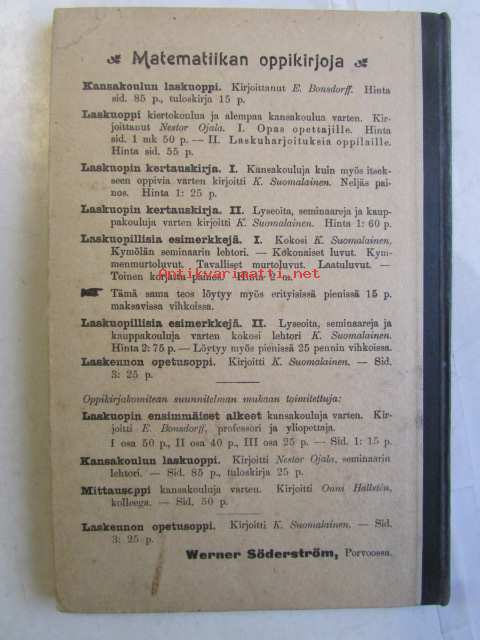 Matematiikan oppikirjoja
Kansakoulun laskuoppi. Kirjoittanut E. Bonsdorff. Hinta
sid. 85 p., tuloskirja 15 p.
Laskuoppi kiertokoulua ja alempaa kansakoulua varten. Kir-
joittanut Nestor Ojala. I. Opas opettajille. Hinta
sid. 1 mk 50 p. — II. Laskuharjoituksia oppilaille.
Hinta sid. 55 p.
Laskuopin kertauskirja. I. Kansakouluja kuin myös itsek-
seen oppivia varten kirjoitti K. Suomalainen. Neljäs pai-
nos. Hinta 1: 25 p.
Laskuopin kertauskirja. II. Lyseoita, seminaareja ja kaup-
pakouluja varten kirjoitti K. Suomalainen. Hinta 1: 60 p.
Laskuopillisia esimerkkejä. I. Kokosi K. Suomalainen,
Kymölän seminaarin lehtori. — Kokonaiset luvut. Kym-
menmurtoluvut. Tavalliset murtoluvut. Laatuluvut. —
Toinen korjattu painos. Hinta 2 m.
Antikvariaatti.net
Tämä sama teos löytyy myös erityisissä pienissä 15 p.
maksavissa vihkoissa.
Laskuopillisia esimerkkejä. II. Lyseoita, seminaareja ja
kauppakouluja varten kokosi lehtori K. Suomalainen.
Hinta 2: 75 p. — Löytyy myös pienissä 25 pennin vihkoissa.
Laskennon opetusoppi. Kirjoitti K. Suomalainen. — Sid.
3: 25 p.
Oppikirjakomitean suunnitelman mukaan toimitettuja:
Laskuopin ensimmäiset alkeet kansakouluja varten. Kir-
joitti E. Bonsdorff, professori ja yliopettaja.
I osa 50 p., II osa 40 p., III osa 25 p. — Sid. 1: 15 p.
Kansakoulun laskuoppi. Kirjoitti Nestor Ojala, seminaarin
lehtori. — Sid. 85 p., tuloskirja 25 p.
Mittausoppi kansakouluja varten. Kirjoitti Onni Hallstén,
kolleega. — Sid. 50 p.
Laskennon opetusoppi. Kirjoitti K. Suomalainen. — Sid.
3: 25 p.
Werner Söderström, Porvoossa.